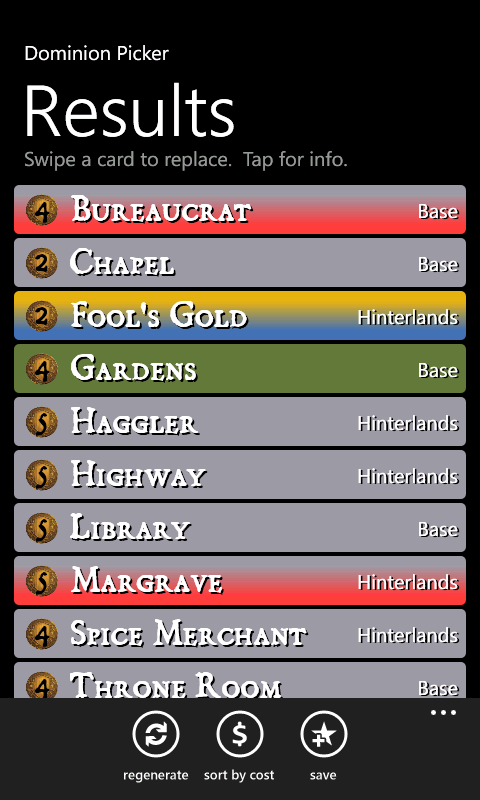 Dominion Picker
Results
Swipe a card to replace. Tap for info.
4 Bureaucrat Base
2 Chapel Base
2 Fool's Gold Hinterlands
4 Gardens Base
5 Haggler Hinterlands
5 Highway Hinterlands
5 Library Base
5 Margrave Hinterlands
4 Spice Merchant Hinterlands
4 Throne Room Base
$
regenerate sort by cost save